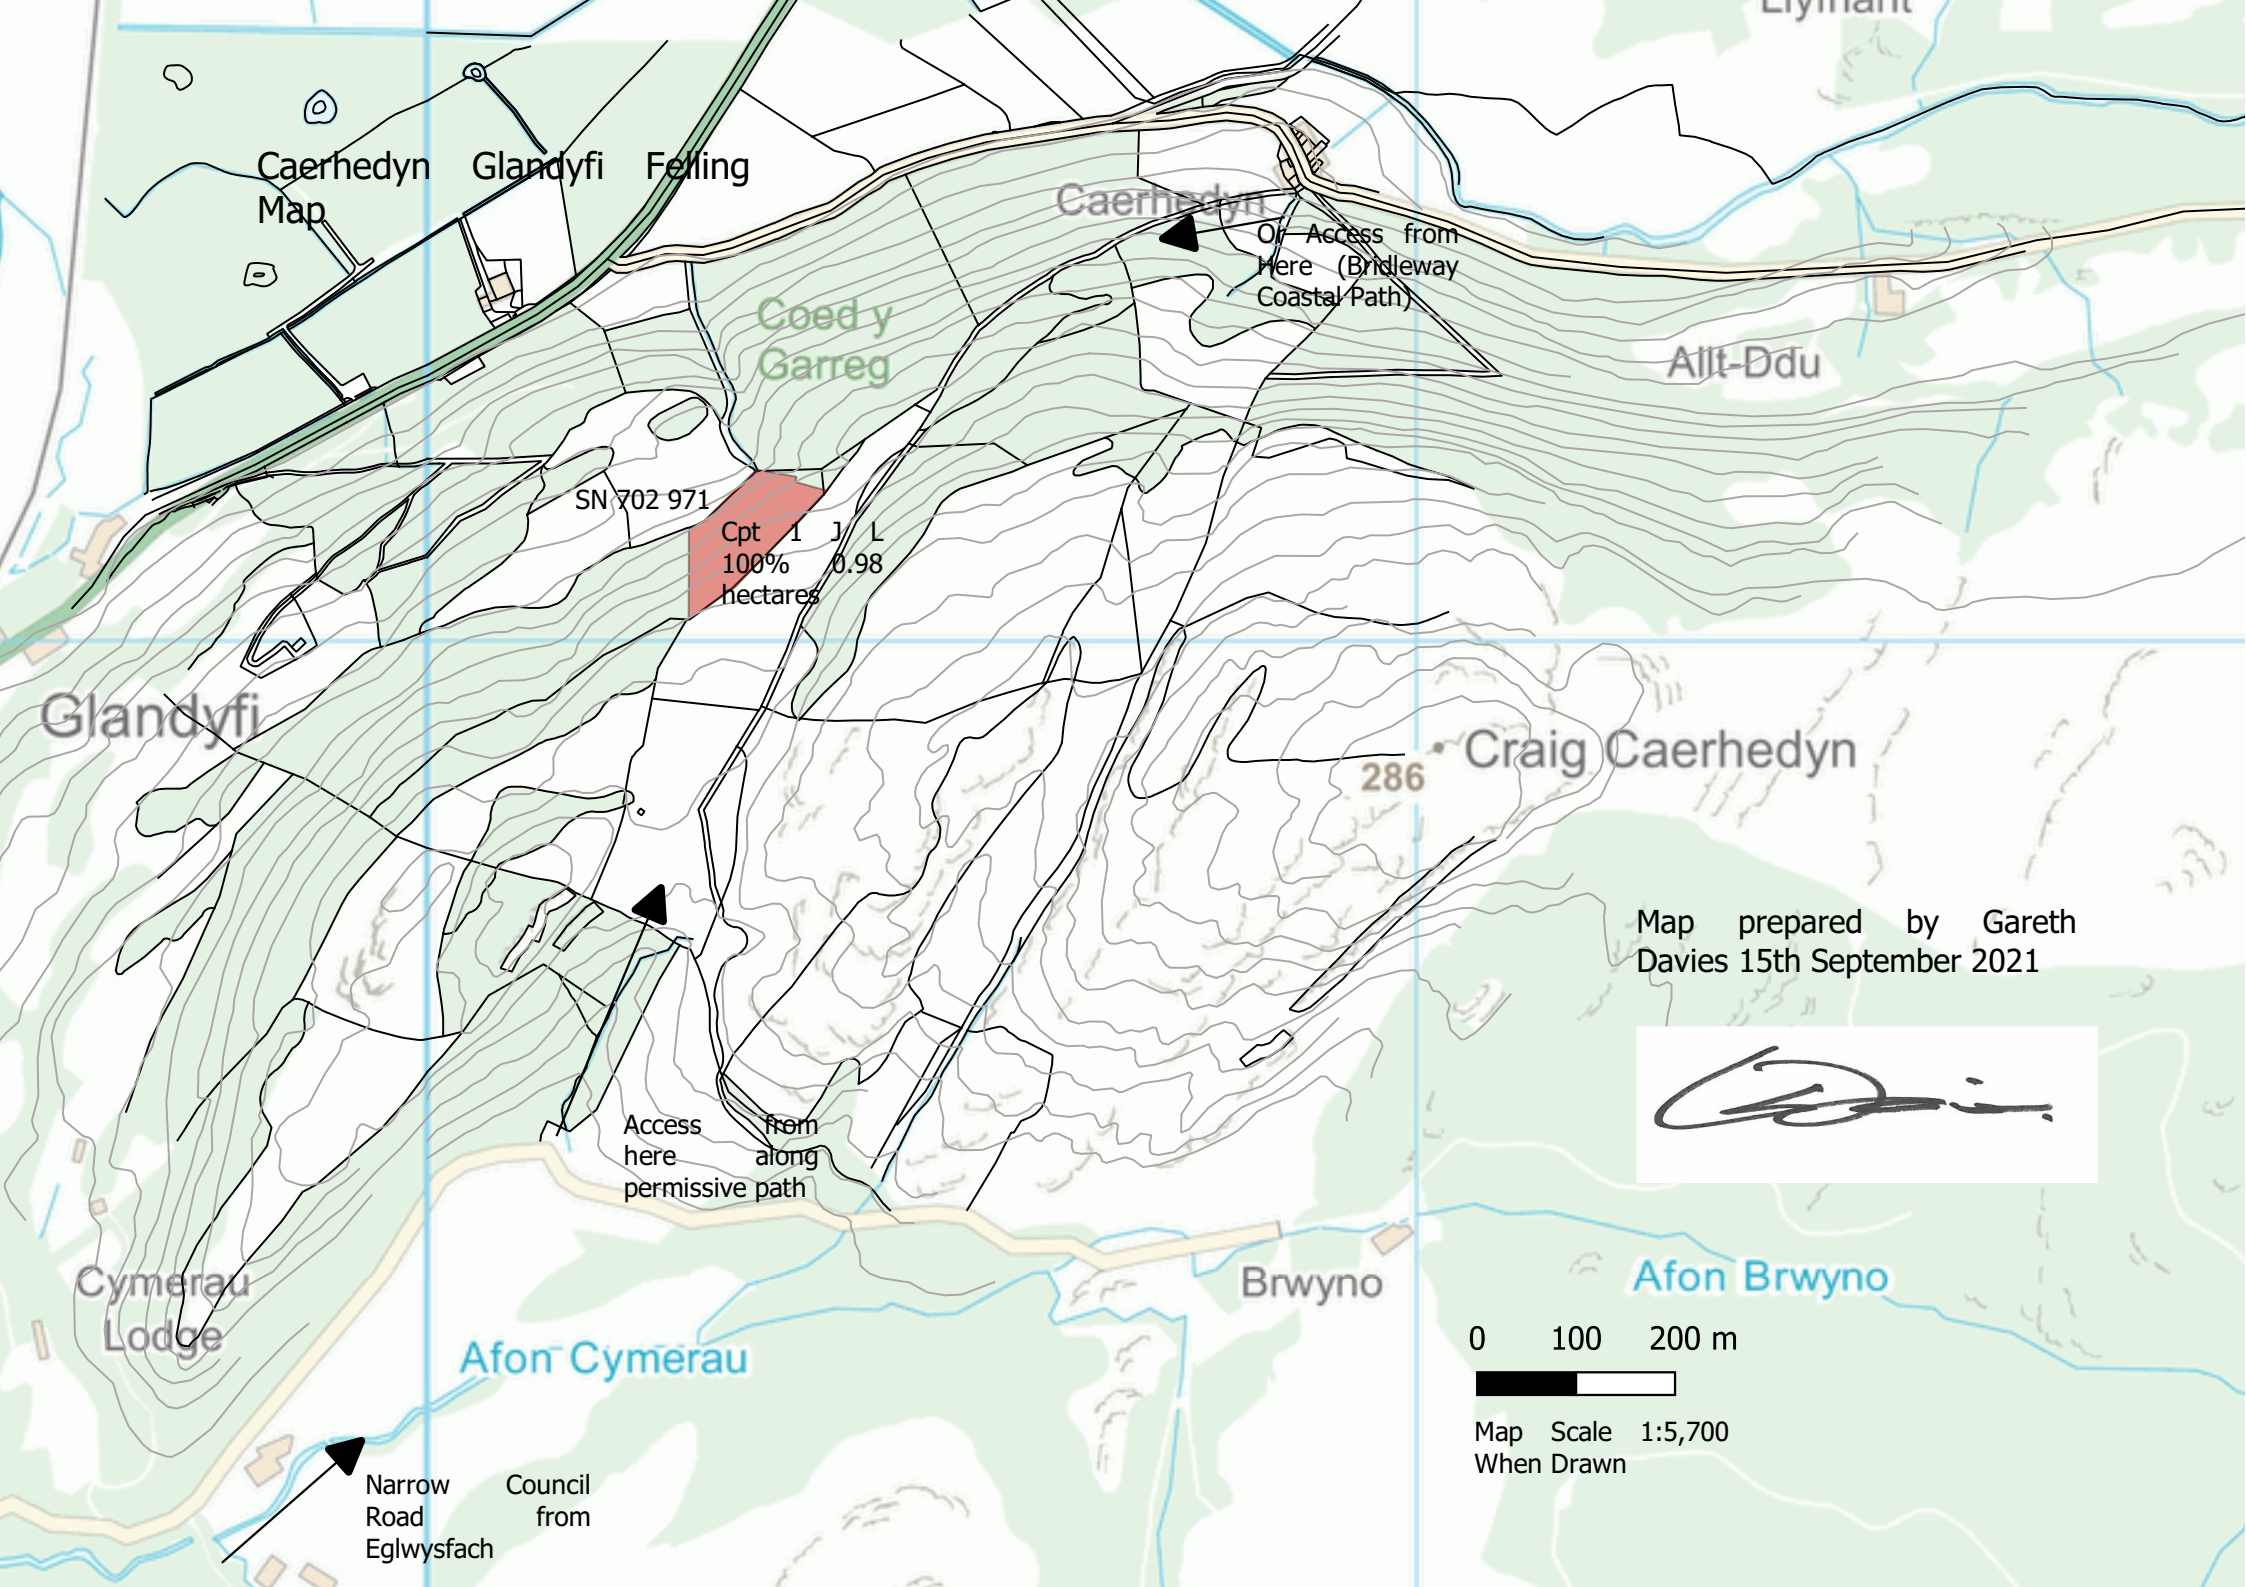 Caerhedyn Glandyfi Felling
Map
Caerhedyn
Or Access from
Here (Bridleway
Coastal Path)
Coed y
Garreg
Allt-Ddu
SN 702 971
Cpt 1 J L
100% 0.98
hectares
Glandyfi
286
Craig Caerhedyn
Map prepared by Gareth
Davies 15th September 2021
Access from
here along
permissive path
Cymerau
Lodge
Afon Cymerau
Brwyno
Afon Brwyno
0 100 200 m
Map Scale 1:5,700
When Drawn
Narrow Council
Road from
Eglwysfach